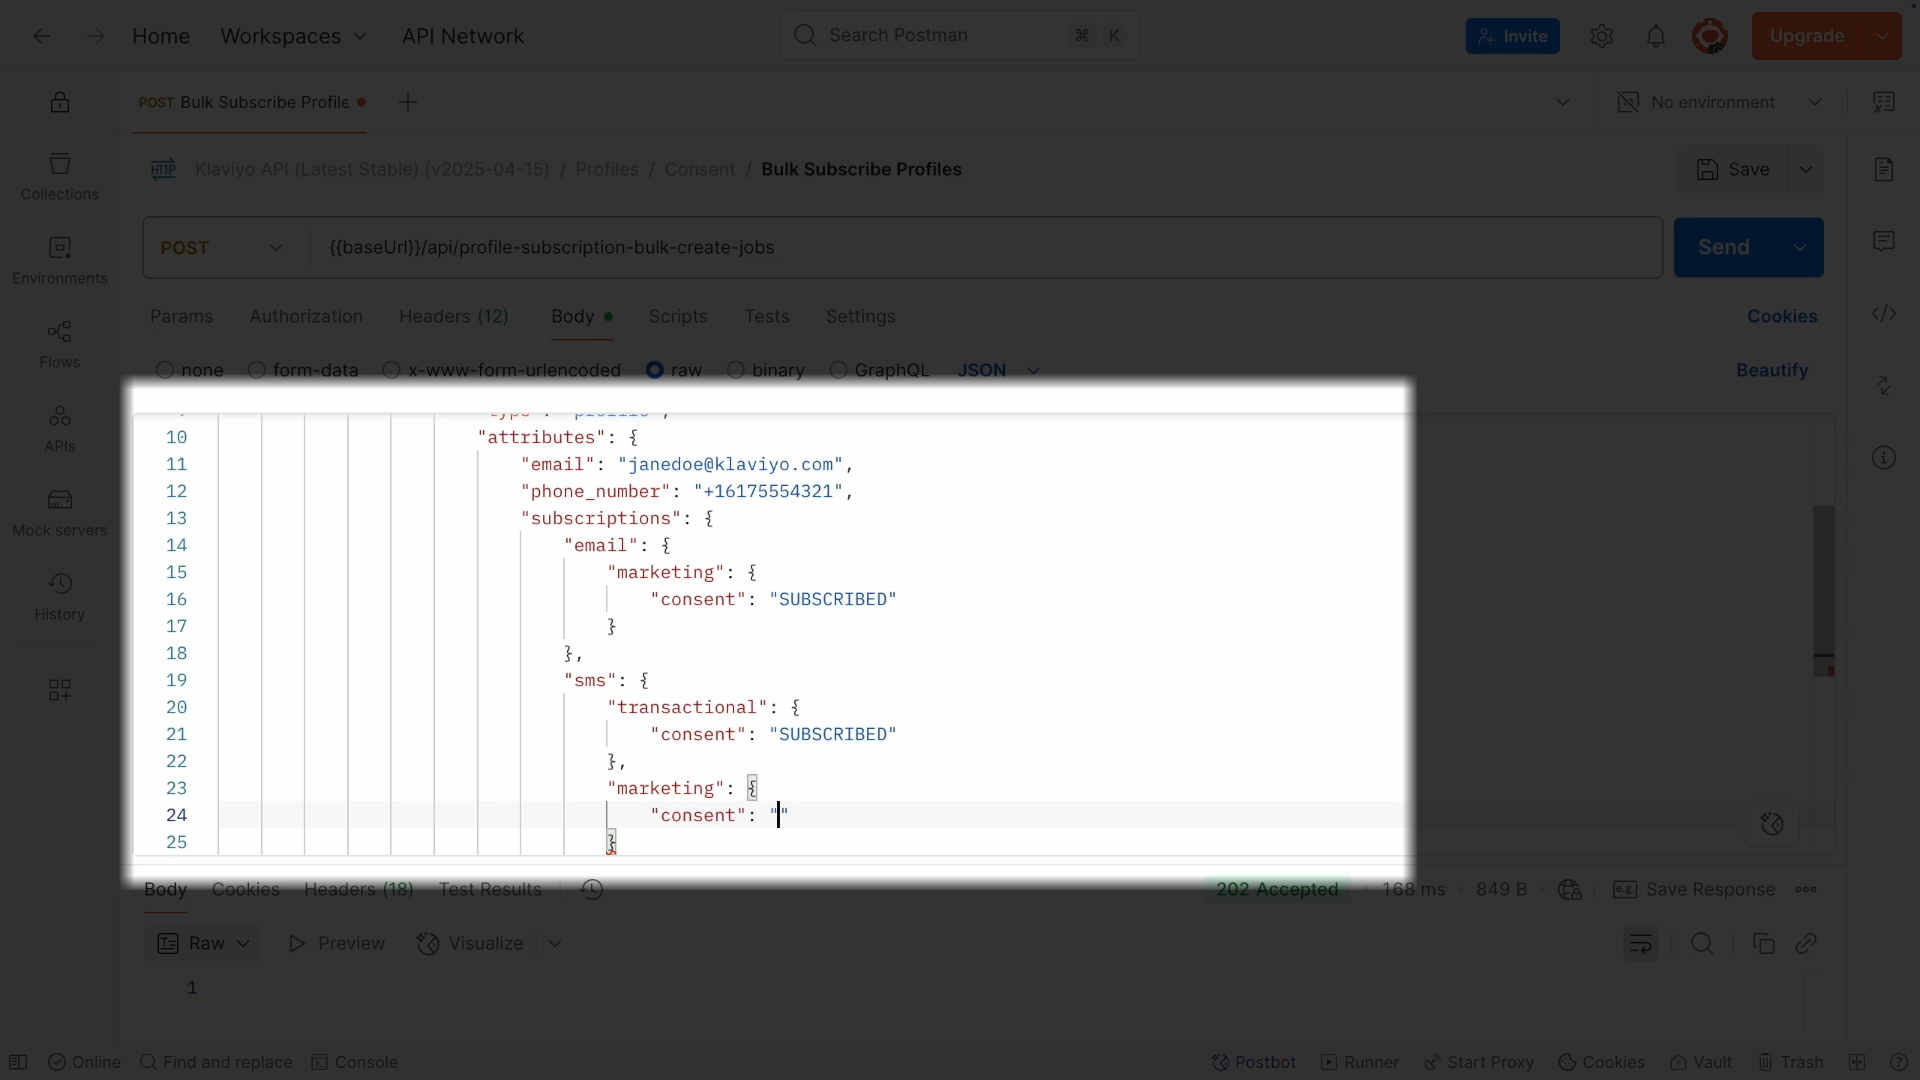 Home Workspaces API Network Search Postman ⌘ K Invite Upgrade
POST Bulk Subscribe Profile No environment
HTTP Klaviyo API (Latest Stable) (v2025-04-15) / Profiles / Consent / Bulk Subscribe Profiles Save
POST {{baseUrl}}/api/profile-subscription-bulk-create-jobs Send
Params Authorization Headers (12) Body Scripts Tests Settings Cookies
none form-data x-www-form-urlencoded raw binary GraphQL JSON Beautify
Collections
Environments
Flows
APIs
Mock servers
History
10 "attributes": {
11 "email": "janedoe@klaviyo.com",
12 "phone_number": "+16175554321",
13 "subscriptions": {
14 "email": {
15 "marketing": {
16 "consent": "SUBSCRIBED"
17 }
18 },
19 "sms": {
20 "transactional": {
21 "consent": "SUBSCRIBED"
22 },
23 "marketing": {
24 "consent": ""
25 }
Body Cookies Headers (18) Test Results 202 Accepted 168 ms 849 B e.g. Save Response
Raw Preview Visualize
1
Online Find and replace Console Postbot Runner Start Proxy Cookies Vault Trash